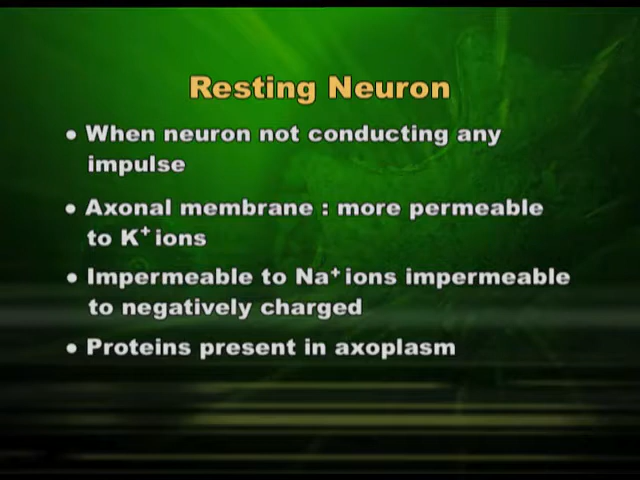 Resting Neuron
• When neuron not conducting any
impulse
• Axonal membrane : more permeable
to K⁺ ions
• Impermeable to Na⁺ ions impermeable
to negatively charged
• Proteins present in axoplasm